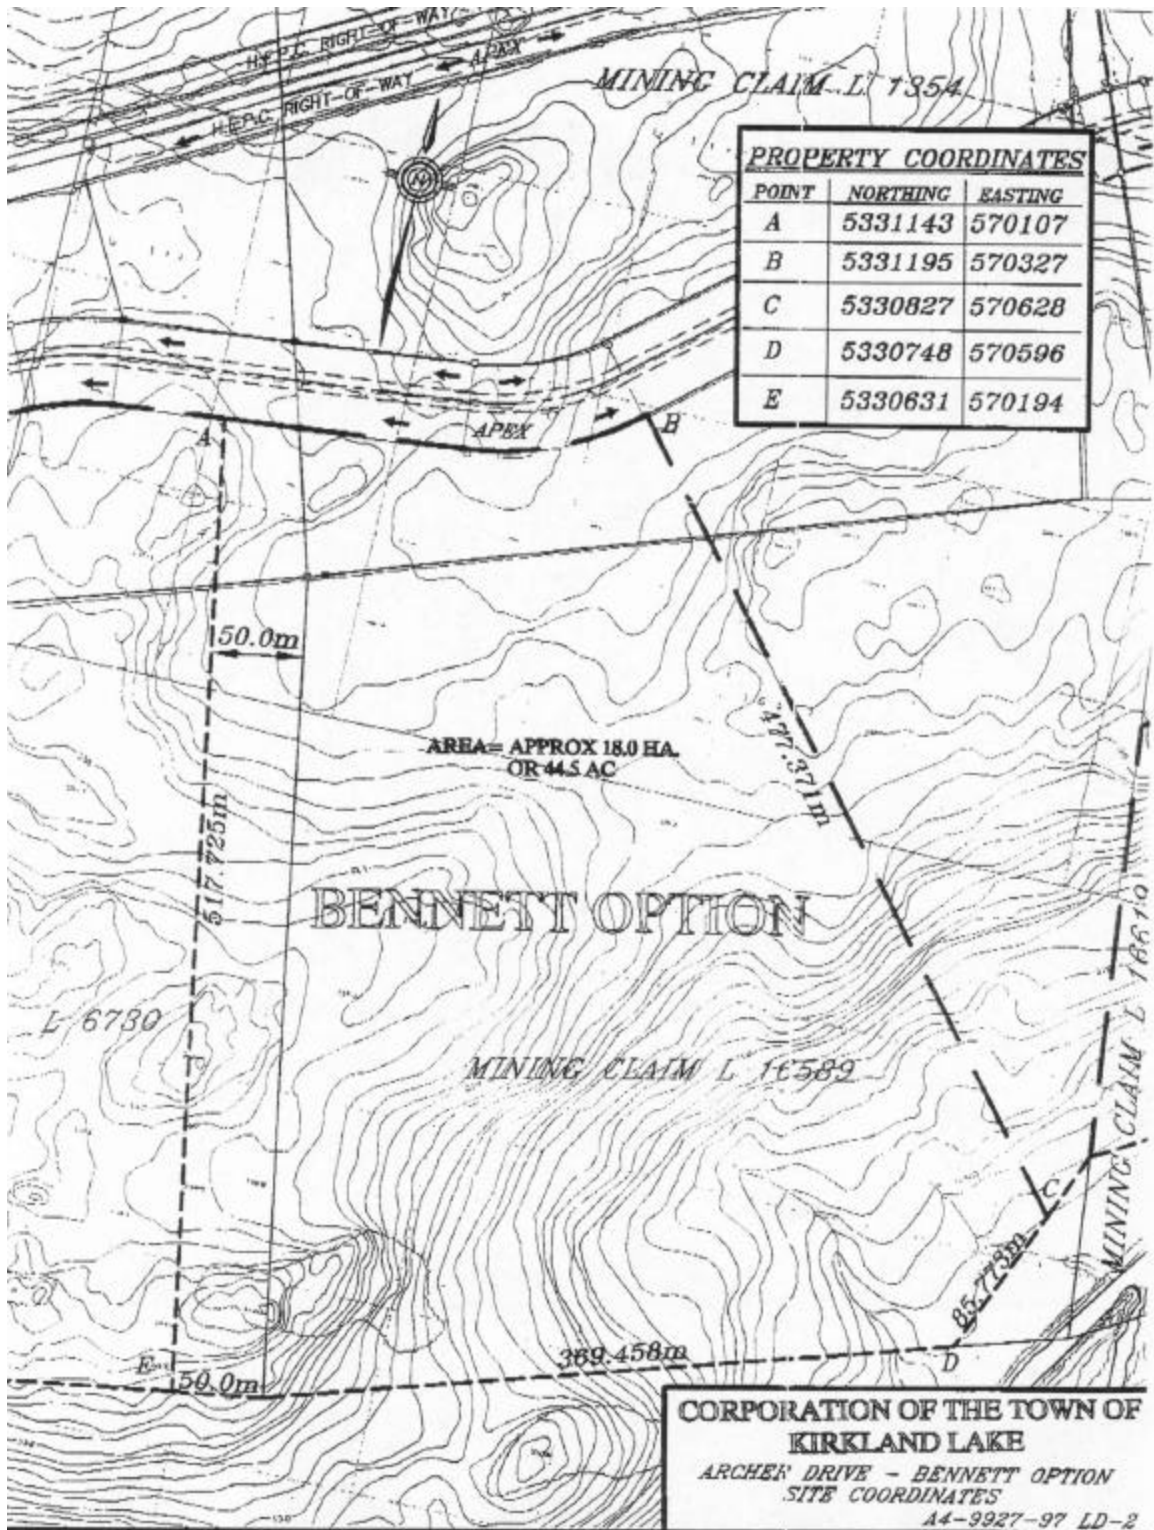 H.E.P.C. RIGHT-OF-WAY
APEX
H.E.P.C. RIGHT-OF-WAY
MINING CLAIM L 1354
N
PROPERTY COORDINATES
POINT NORTHING EASTING
A 5331143 570107
B 5331195 570327
C 5330827 570628
D 5330748 570596
E 5330631 570194
A
APEX
B
50.0m
AREA= APPROX 18.0 HA.
OR 44.5 AC
477.371m
517.725m
BENNETT OPTION
L 6730
MINING CLAIM L 16589
MINING CLAIM L 16619
C
85.775m
369.458m
D
E
50.0m
CORPORATION OF THE TOWN OF
KIRKLAND LAKE
ARCHER DRIVE - BENNETT OPTION
SITE COORDINATES
A4-9927-97 LD-2